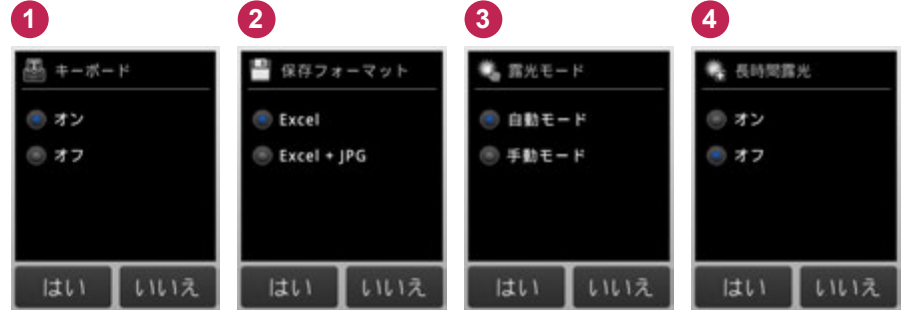 1
キーボード
オン
オフ
はい いいえ
2
保存フォーマット
Excel
Excel + JPG
はい いいえ
3
露光モード
自動モード
手動モード
はい いいえ
4
長時間露光
オン
オフ
はい いいえ